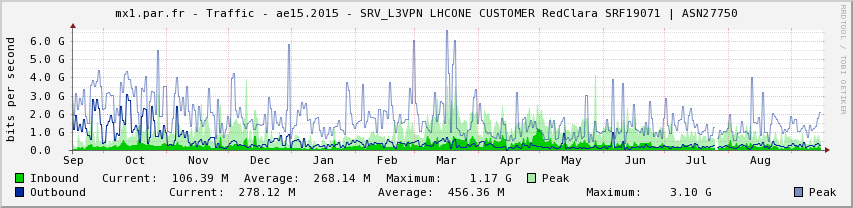 mx1.par.fr - Traffic - ae15.2015 - SRV_L3VPN LHCONE CUSTOMER RedClara SRF19071 | ASN27750
RRDTOOL / TOBI OETIKER
bits per second
6.0 G
5.0 G
4.0 G
3.0 G
2.0 G
1.0 G
0.0
Sep Oct Nov Dec Jan Feb Mar Apr May Jun Jul Aug
Inbound Current: 106.39 M Average: 268.14 M Maximum: 1.17 G Peak
Outbound Current: 278.12 M Average: 456.36 M Maximum: 3.10 G Peak